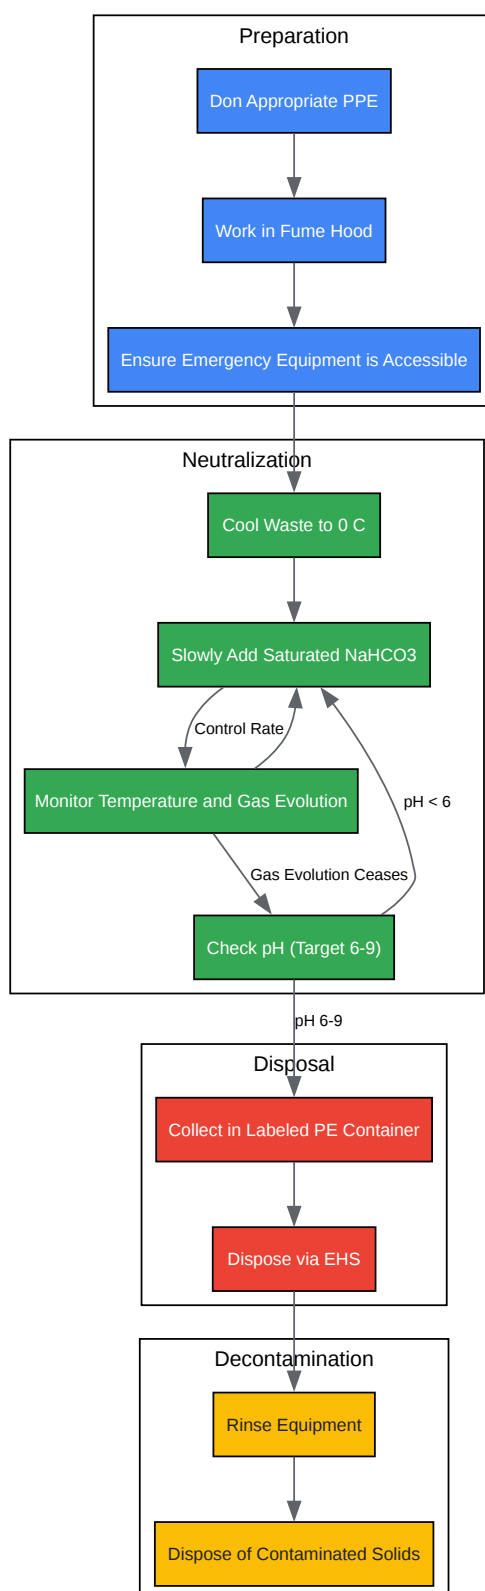 Preparation
Don Appropriate PPE
Work in Fume Hood
Ensure Emergency Equipment is Accessible
Neutralization
Cool Waste to 0 C
Slowly Add Saturated NaHCO3
Control Rate
Monitor Temperature and Gas Evolution
pH < 6
Gas Evolution Ceases
Check pH (Target 6-9)
pH 6-9
Disposal
Collect in Labeled PE Container
Dispose via EHS
Decontamination
Rinse Equipment
Dispose of Contaminated Solids